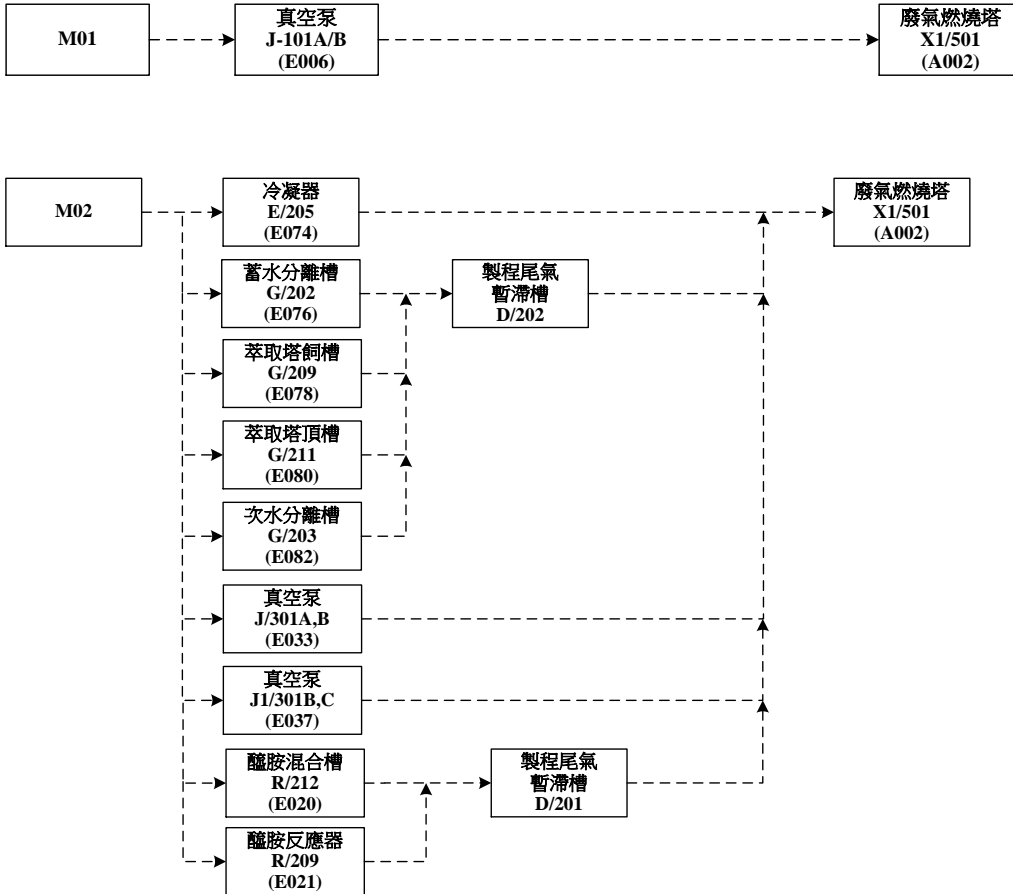 M01
真空泵
J-101A/B
(E006)
廢氣燃燒塔
X1/501
(A002)
M02
冷凝器
E/205
(E074)
廢氣燃燒塔
X1/501
(A002)
蓄水分離槽
G/202
(E076)
製程尾氣
暫滯槽
D/202
萃取塔飼槽
G/209
(E078)
萃取塔頂槽
G/211
(E080)
次水分離槽
G/203
(E082)
真空泵
J/301A,B
(E033)
真空泵
J1/301B,C
(E037)
醯胺混合槽
R/212
(E020)
製程尾氣
暫滯槽
D/201
醯胺反應器
R/209
(E021)